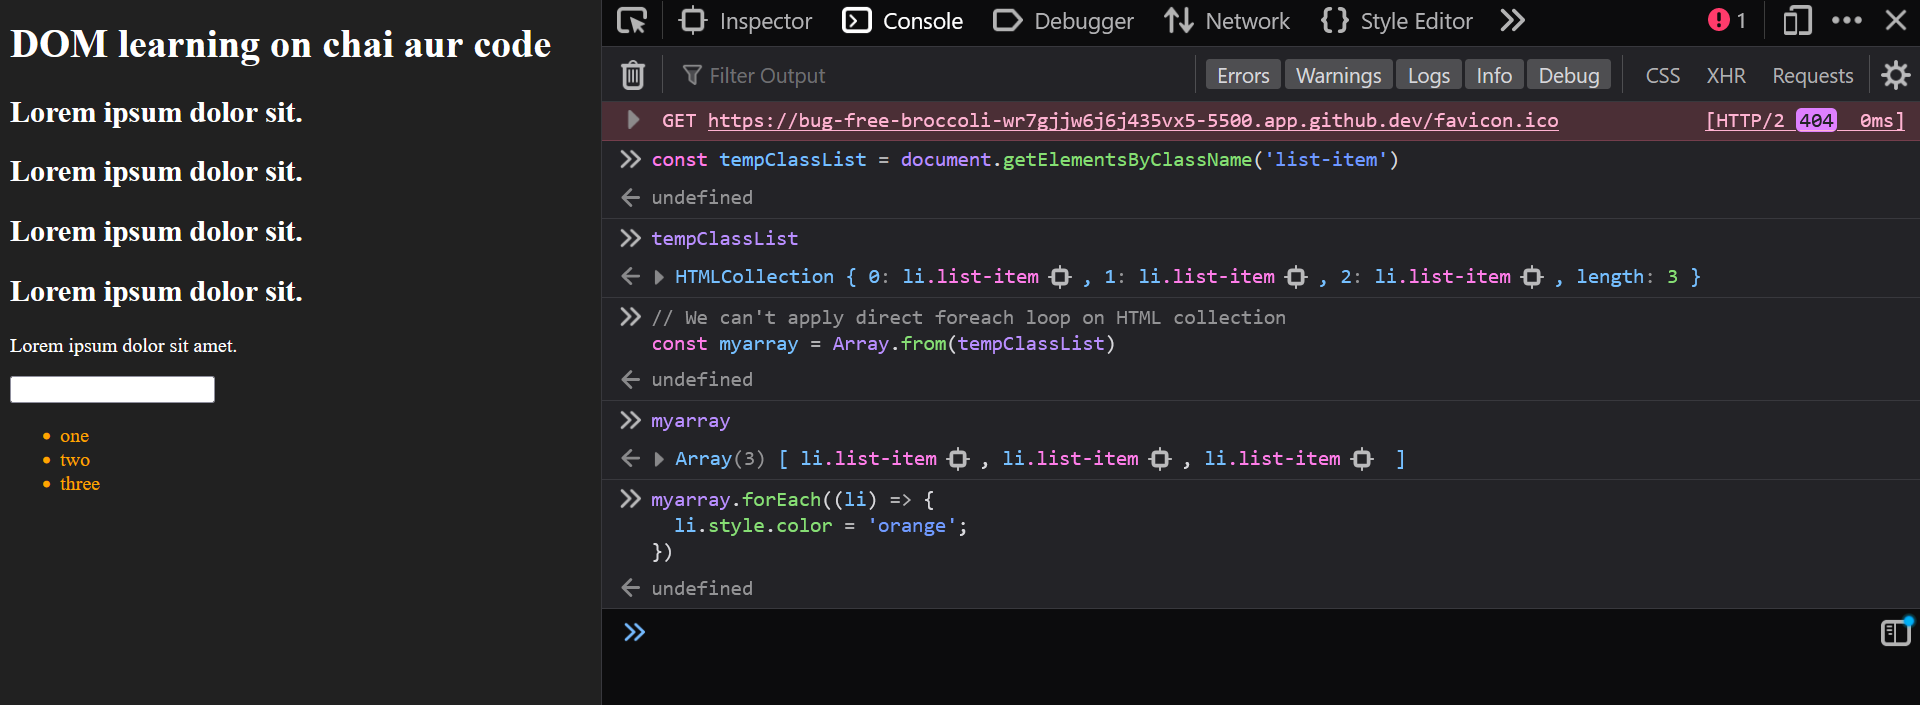 DOM learning on chai aur code
Lorem ipsum dolor sit.
Lorem ipsum dolor sit.
Lorem ipsum dolor sit.
Lorem ipsum dolor sit.
Lorem ipsum dolor sit amet.
• one
• two
• three
Inspector Console Debugger Network {} Style Editor 1
Filter Output Errors Warnings Logs Info Debug CSS XHR Requests
GET https://bug-free-broccoli-wr7gjjw6j6j435vx5-5500.app.github.dev/favicon.ico [HTTP/2 404 0ms]
const tempClassList = document.getElementsByClassName('list-item')
undefined
tempClassList
HTMLCollection { 0: li.list-item , 1: li.list-item , 2: li.list-item , length: 3 }
// We can't apply direct foreach loop on HTML collection
const myarray = Array.from(tempClassList)
undefined
myarray
Array(3) [ li.list-item , li.list-item , li.list-item ]
myarray.forEach((li) => {
li.style.color = 'orange';
})
undefined